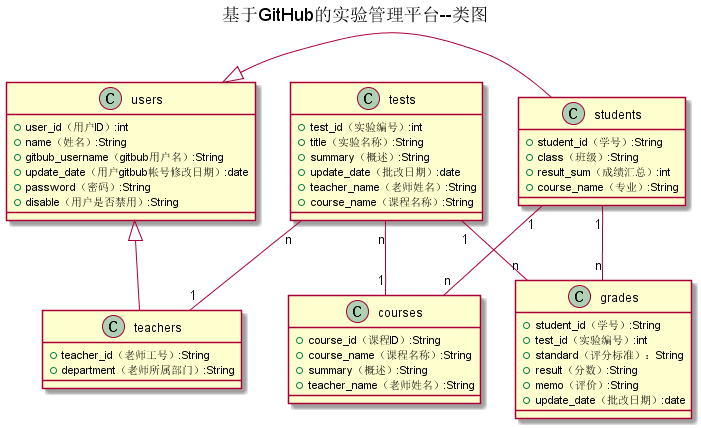 基于GitHub的实验管理平台--类图
C users
user_id（用户ID）:int
name（姓名）:String
gitbub_username（gitbub用户名）:String
update_date（用户gitbub帐号修改日期）:date
password（密码）:String
disable（用户是否禁用）:String
C tests
test_id（实验编号）:int
title（实验名称）:String
summary（概述）:String
update_date（批改日期）:date
teacher_name（老师姓名）:String
course_name（课程名称）:String
C students
student_id（学号）:String
class（班级）:String
result_sum（成绩汇总）:int
course_name（专业）:String
n
n
1
1
1
1
1
n
n
n
C teachers
teacher_id（老师工号）:String
department（老师所属部门）:String
C courses
course_id（课程ID）:String
course_name（课程名称）:String
summary（概述）:String
teacher_name（老师姓名）:String
C grades
student_id（学号）:String
test_id（实验编号）:int
standard（评分标准）：String
result（分数）:String
memo（评价）:String
update_date（批改日期）:date